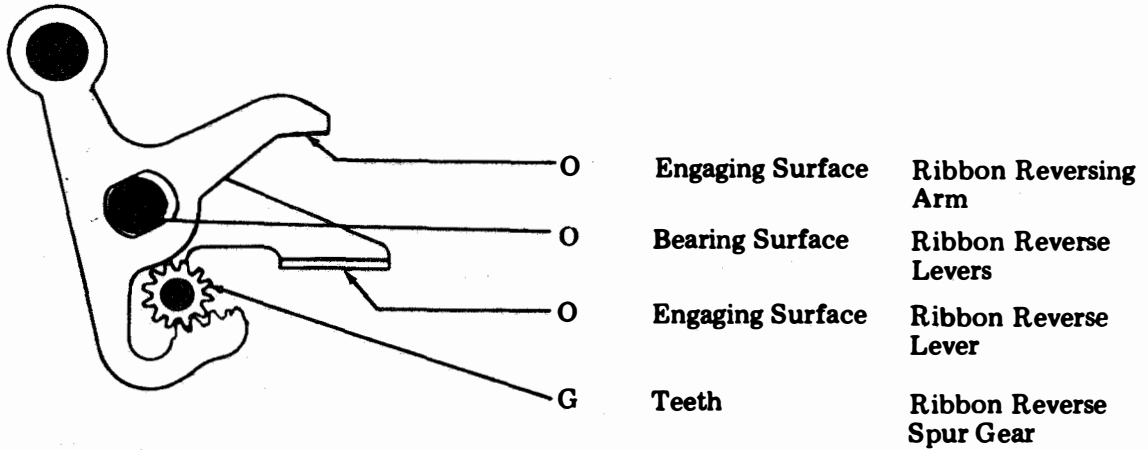 O Engaging Surface Ribbon Reversing
Arm
O Bearing Surface Ribbon Reverse
Levers
O Engaging Surface Ribbon Reverse
Lever
G Teeth Ribbon Reverse
Spur Gear